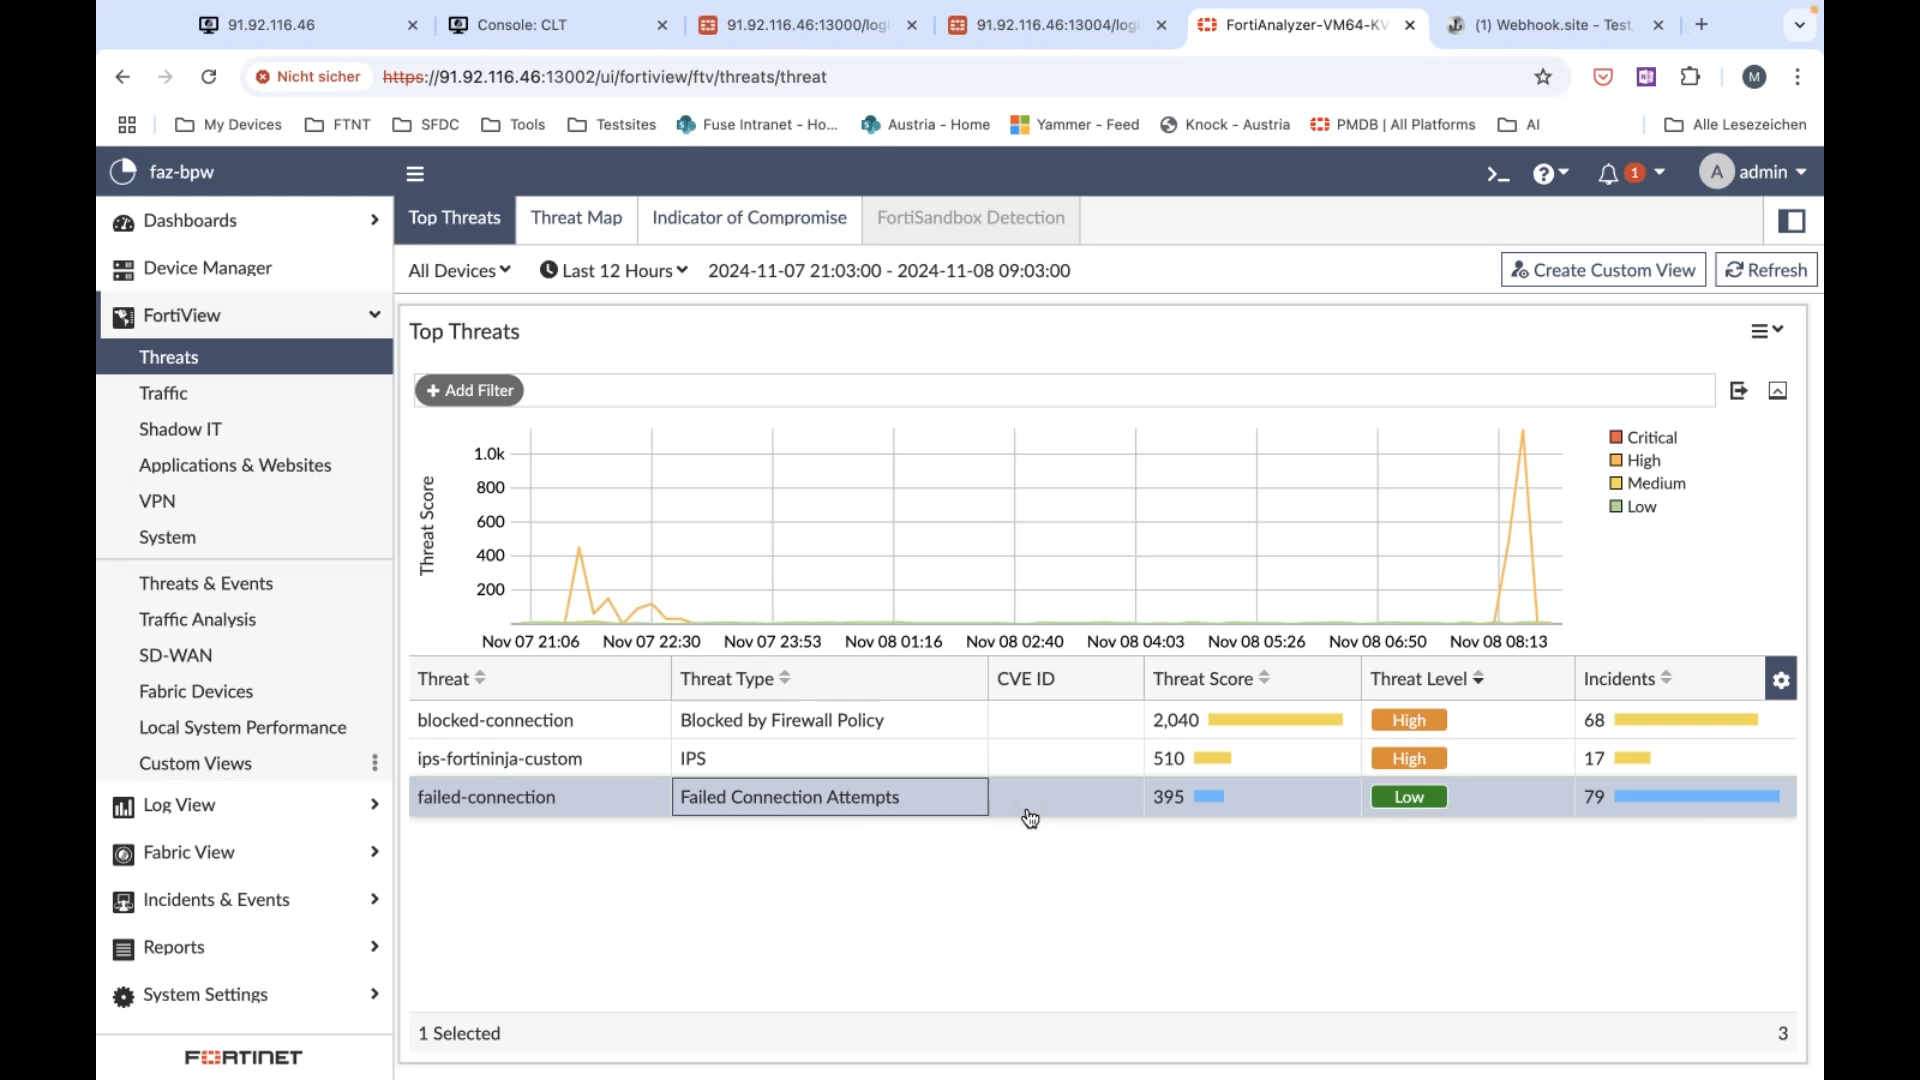 91.92.116.46
Console: CLT
91.92.116.46:13000/logi
91.92.116.46:13004/logi
FortiAnalyzer-VM64-KV
(1) Webhook.site - Test,
Nicht sicher
https://91.92.116.46:13002/ui/fortiview/ftv/threats/threat
M
My Devices
FTNT
SFDC
Tools
Testsites
Fuse Intranet - Ho...
Austria - Home
Yammer - Feed
Knock - Austria
PMDB | All Platforms
AI
Alle Lesezeichen
faz-bpw
1
A
admin
Dashboards
Device Manager
FortiView
Threats
Traffic
Shadow IT
Applications & Websites
VPN
System
Threats & Events
Traffic Analysis
SD-WAN
Fabric Devices
Local System Performance
Custom Views
Log View
Fabric View
Incidents & Events
Reports
System Settings
FORTINET
Top Threats
Threat Map
Indicator of Compromise
FortiSandbox Detection
All Devices
Last 12 Hours
2024-11-07 21:03:00 - 2024-11-08 09:03:00
Create Custom View
Refresh
Top Threats
+ Add Filter
Threat Score
1.0k
800
600
400
200
Critical
High
Medium
Low
Nov 07 21:06 Nov 07 22:30 Nov 07 23:53 Nov 08 01:16 Nov 08 02:40 Nov 08 04:03 Nov 08 05:26 Nov 08 06:50 Nov 08 08:13
Threat Threat Type CVE ID Threat Score Threat Level Incidents
blocked-connection Blocked by Firewall Policy 2,040 High 68
ips-fortininja-custom IPS 510 High 17
failed-connection Failed Connection Attempts 395 Low 79
1 Selected 3